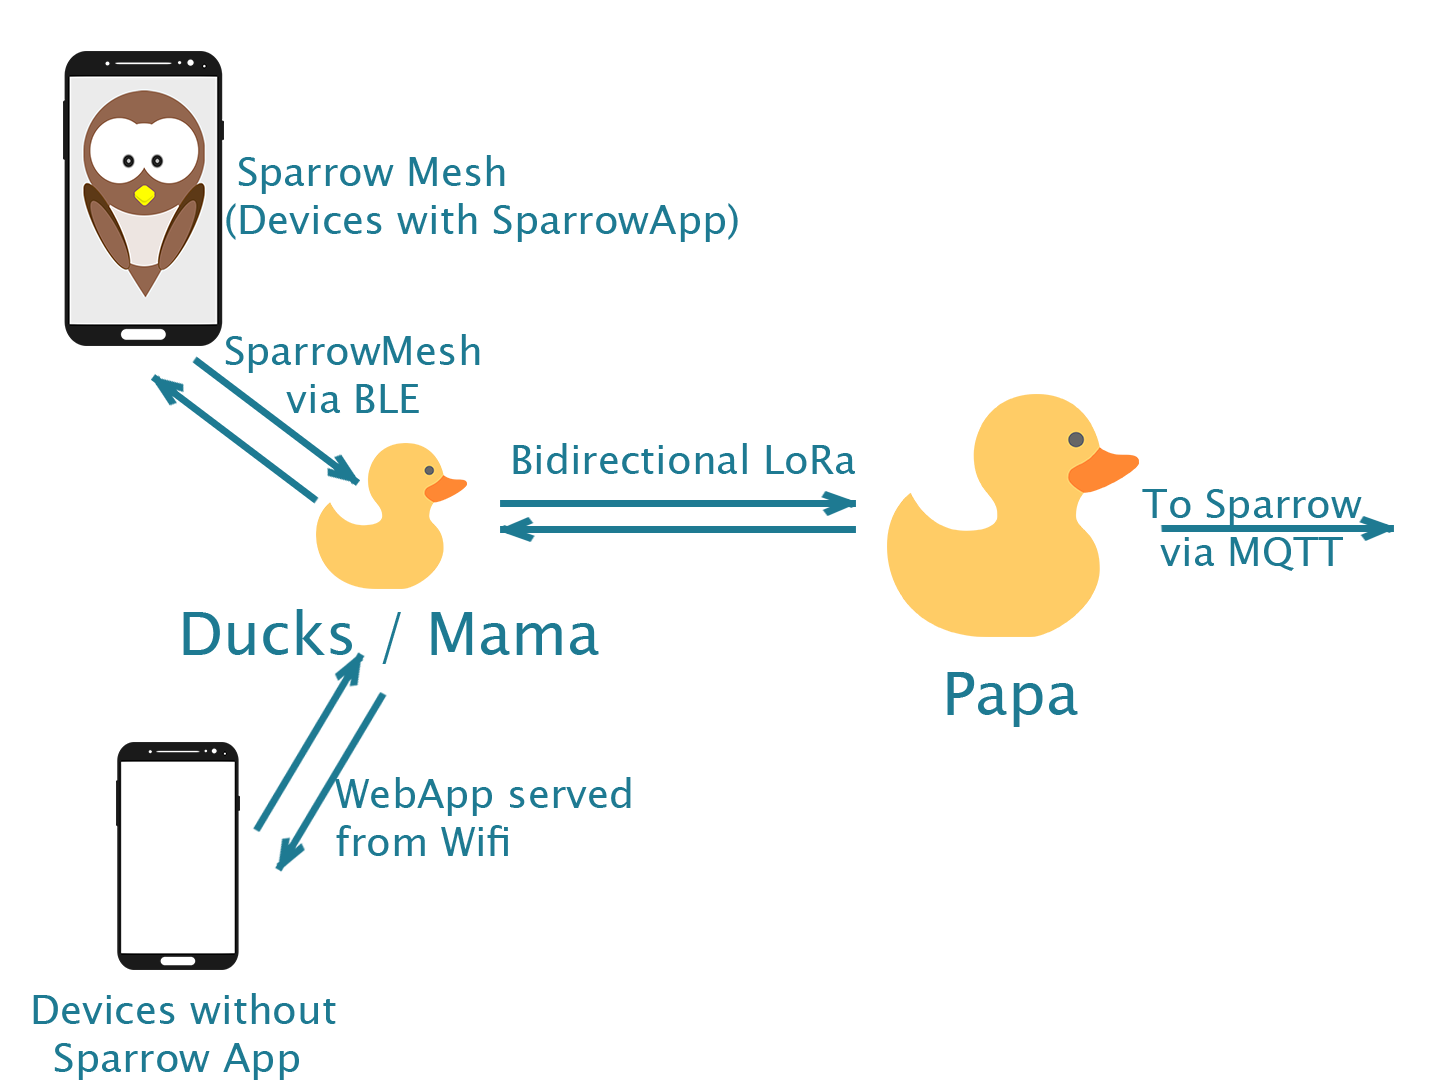 Sparrow Mesh
(Devices with SparrowApp)
SparrowMesh
via BLE
Bidirectional LoRa
To Sparrow
via MQTT
Ducks / Mama
Papa
WebApp served
from Wifi
Devices without
Sparrow App